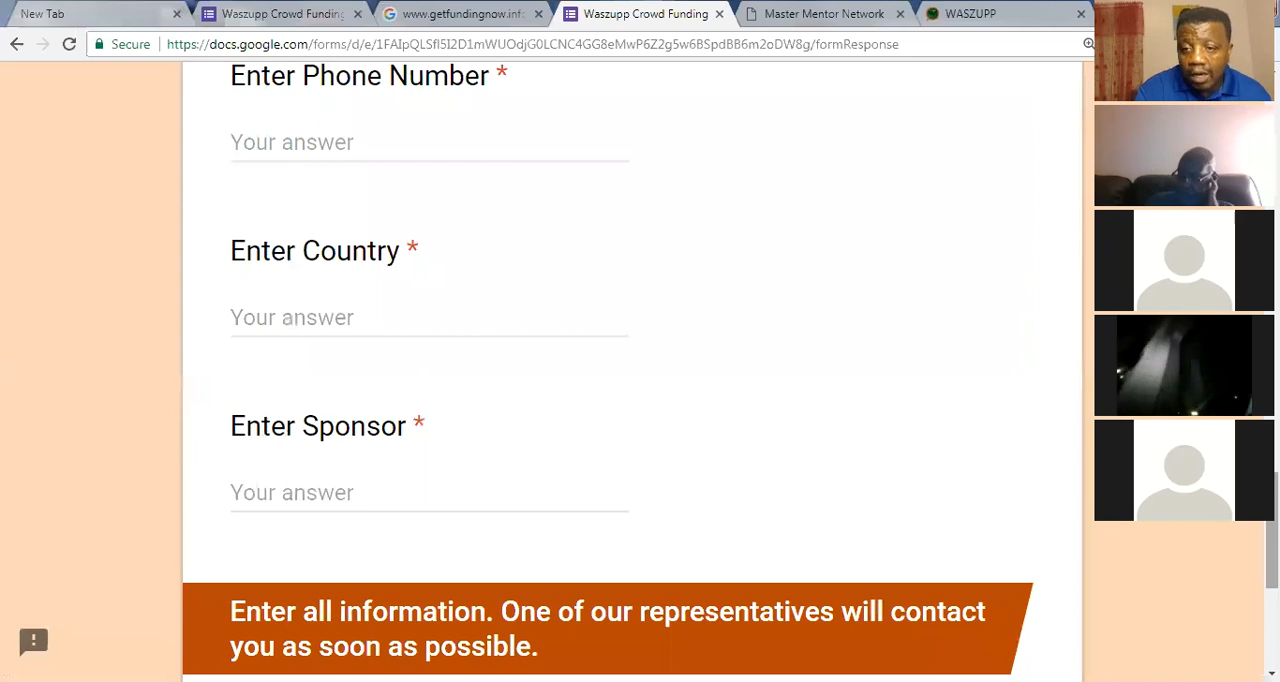 New Tab
Waszupp Crowd Funding
www.getfundingnow.inf
Waszupp Crowd Funding
Master Mentor Network
WASZUPP
Secure
https://docs.google.com/forms/d/e/1FAIpQLSfI5I2D1mWUOdjG0LCNC4GG8eMwP6Z2g5w6BSpdBB6m2oDW8g/formResponse
Enter Phone Number *
Your answer
Enter Country *
Your answer
Enter Sponsor *
Your answer
Enter all information. One of our representatives will contact
you as soon as possible.